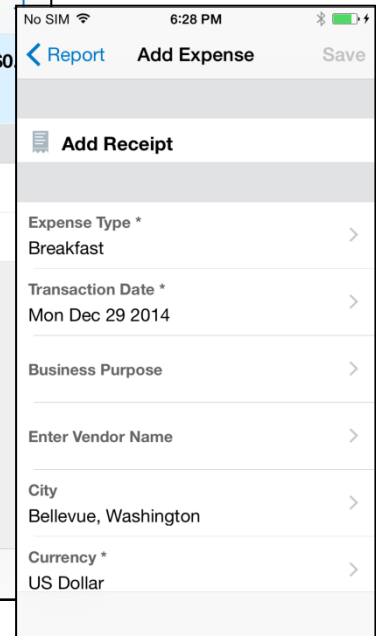 No SIM 6:28 PM
Report Add Expense Save
Add Receipt
Expense Type *
Breakfast
Transaction Date *
Mon Dec 29 2014
Business Purpose
Enter Vendor Name
City
Bellevue, Washington
Currency *
US Dollar